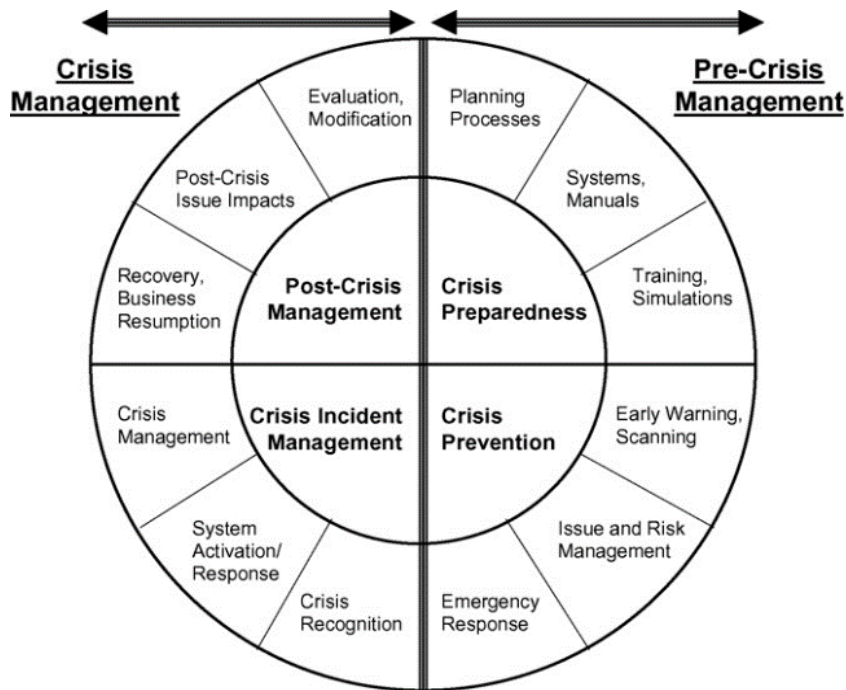 Crisis
Management
Pre-Crisis
Management
Evaluation,
Modification
Planning
Processes
Post-Crisis
Issue Impacts
Systems,
Manuals
Recovery,
Business
Resumption
Post-Crisis
Management
Crisis
Preparedness
Training,
Simulations
Crisis
Management
Crisis Incident
Management
Crisis
Prevention
Early Warning,
Scanning
System
Activation/
Response
Issue and Risk
Management
Crisis
Recognition
Emergency
Response